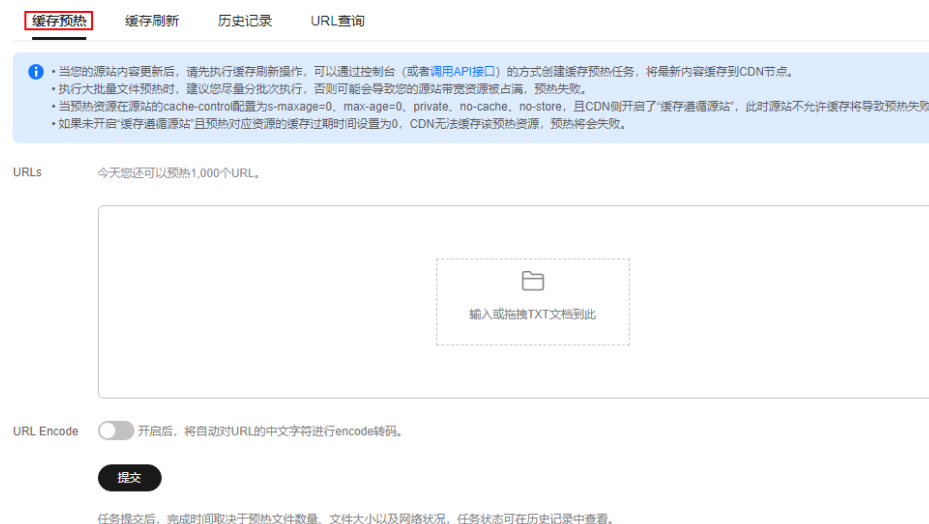 缓存预热 缓存刷新 历史记录 URL查询
• 当您的源站内容更新后，请先执行缓存刷新操作，可以通过控制台（或者调用API接口）的方式创建缓存预热任务，将最新内容缓存到CDN节点。
• 执行大批量文件预热时，建议您尽量分批次执行，否则可能会导致您的源站带宽资源被占满，预热失败。
• 当预热资源在源站的cache-control配置为s-maxage=0、max-age=0、private、no-cache、no-store，且CDN侧开启了“缓存遵循源站”，此时源站不允许缓存将导致预热失败
• 如果未开启“缓存遵循源站”且预热对应资源的缓存过期时间设置为0，CDN无法缓存该预热资源，预热将会失败。
URLs 今天您还可以预热1,000个URL。
输入或拖拽TXT文档到此
URL Encode 开启后，将自动对URL的中文字符进行encode转码。
提交
任务提交后，完成时间取决于预热文件数量、文件大小以及网络状况，任务状态可在历史记录中查看。